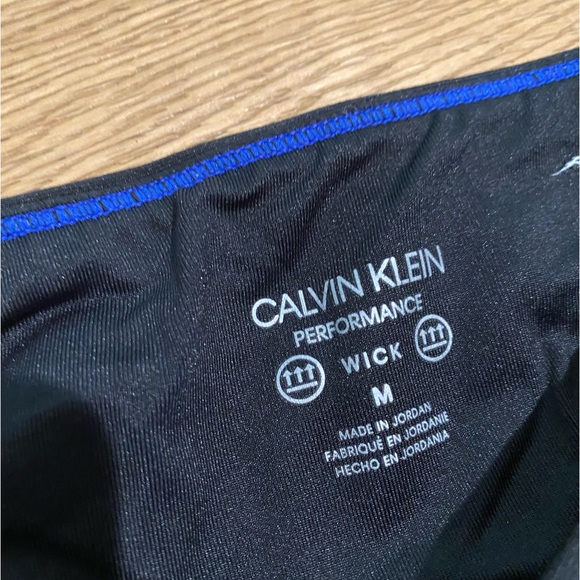 CALVIN KLEIN
PERFORMANCE
WICK
M
MADE IN JORDAN
FABRIQUÉ EN JORDANIE
HECHO EN JORDANIA